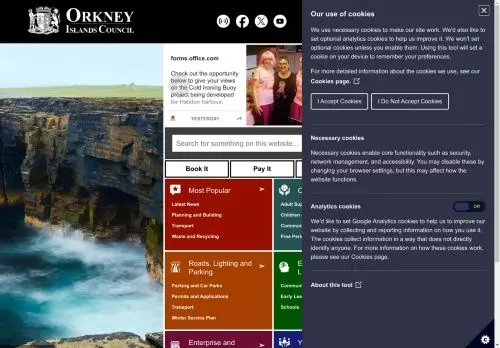 ORKNEY
ISLANDS COUNCIL
forms.office.com
Check out the opportunity
below to give your views
on the Cold Ironing Buoy
project being developed
for Hatston harbour.
YESTERDAY
Search for something on this website...
Book It
Pay It
Most Popular
Latest News
Planning and Building
Transport
Waste and Recycling
C
Adult Sup
Children a
Communit
Free Perio
Roads, Lighting and
Parking
Parking and Car Parks
Permits and Applications
Transport
Winter Service Plan
E
L
Communit
Early Lear
Schools
Enterprise and
Y
Our use of cookies
We use necessary cookies to make our site work. We'd also like to
set optional analytics cookies to help us improve it. We won't set
optional cookies unless you enable them. Using this tool will set a
cookie on your device to remember your preferences.
For more detailed information about the cookies we use, see our
Cookies page.
I Accept Cookies
I Do Not Accept Cookies
Necessary cookies
Necessary cookies enable core functionality such as security,
network management, and accessibility. You may disable these by
changing your browser settings, but this may affect how the
website functions.
Analytics cookies
Off
We'd like to set Google Analytics cookies to help us to improve our
website by collecting and reporting information on how you use it.
The cookies collect information in a way that does not directly
identify anyone. For more information on how these cookies work,
please see our Cookies page.
About this tool